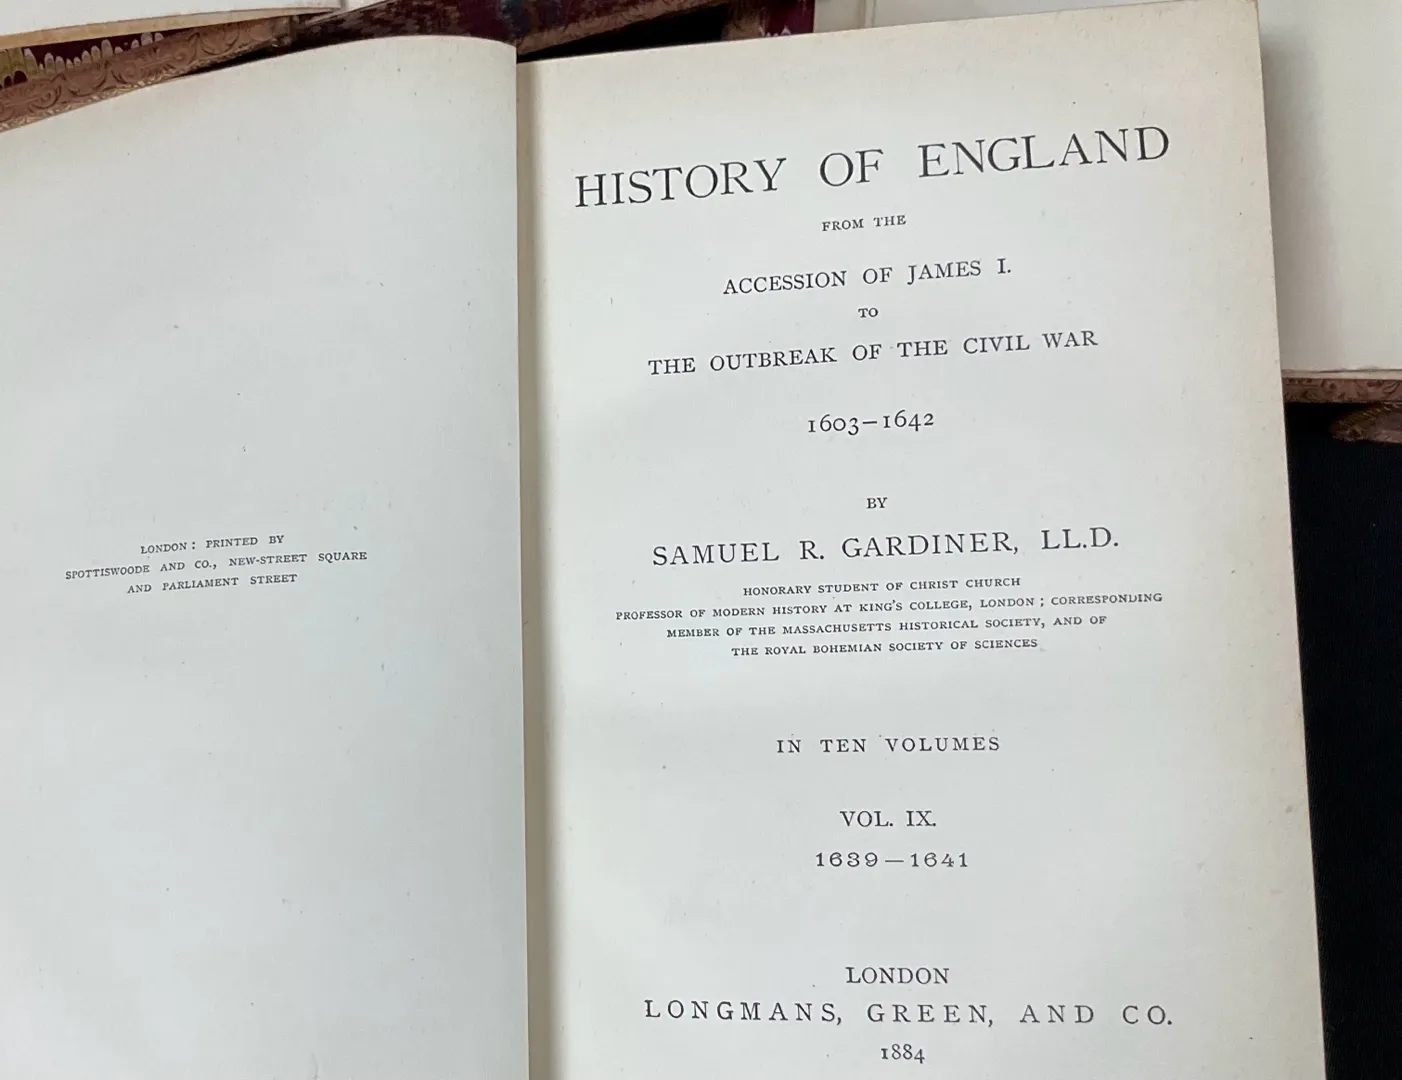 LONDON: PRINTED BY
SPOTTISWOODE AND CO., NEW-STREET SQUARE
AND PARLIAMENT STREET
HISTORY OF ENGLAND
FROM THE
ACCESSION OF JAMES I.
TO
THE OUTBREAK OF THE CIVIL WAR
1603–1642
BY
SAMUEL R. GARDINER, LL.D.
HONORARY STUDENT OF CHRIST CHURCH
PROFESSOR OF MODERN HISTORY AT KING'S COLLEGE, LONDON; CORRESPONDING
MEMBER OF THE MASSACHUSETTS HISTORICAL SOCIETY, AND OF
THE ROYAL BOHEMIAN SOCIETY OF SCIENCES
IN TEN VOLUMES
VOL. IX.
1639—1641
LONDON
LONGMANS, GREEN, AND CO.
1884